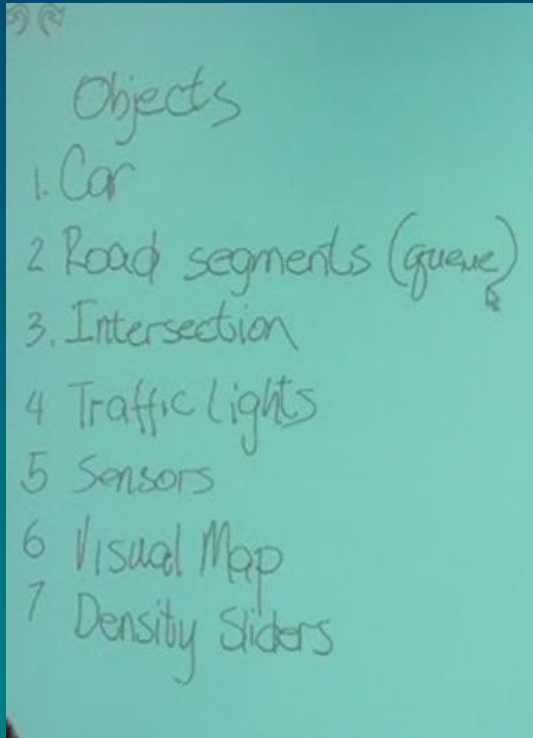 Objects
1. Car
2 Road segments (queue)
3. Intersection
4 Traffic Lights
5 Sensors
6 Visual Map
7 Density Sliders